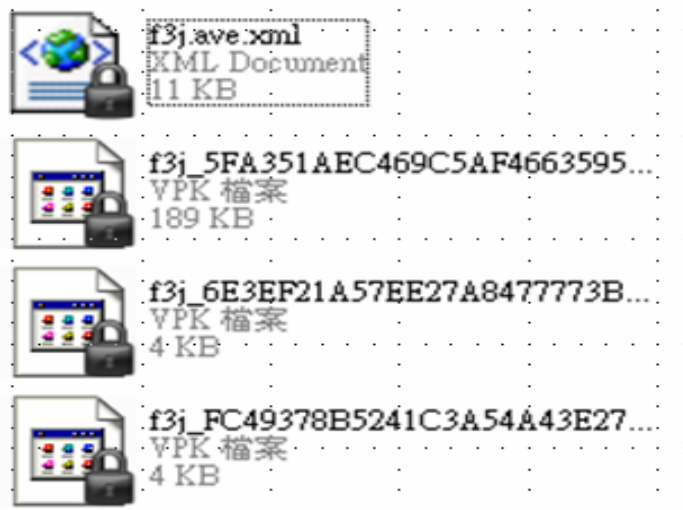 f3j.ave.xml
XML Document
11 KB
f3j_5FA351AEC469C5AF4663595...
VPK 檔案
189 KB
f3j_6E3EF21A57EE27A8477773B...
VPK 檔案
4 KB
f3j_FC49378B5241C3A54A43E27...
VPK 檔案
4 KB